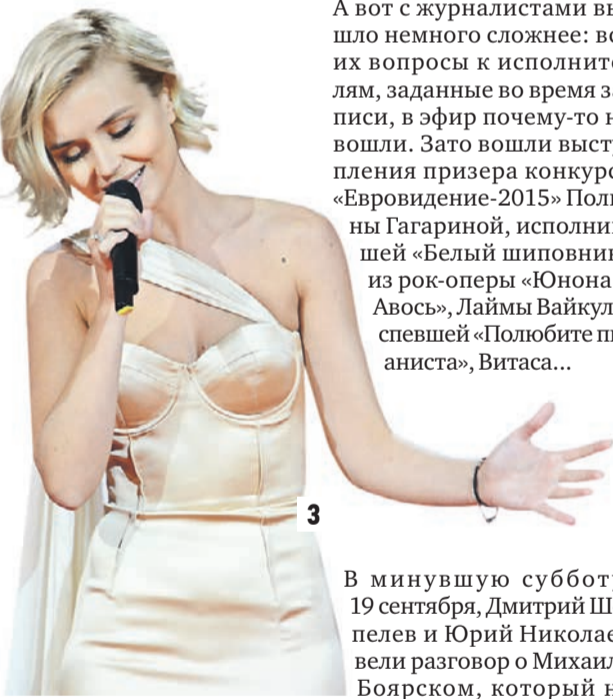 А вот с журналистами вы
шло немного сложнее: вс
их вопросы к исполните
лям, заданные во время за
писи, в эфир почему-то н
вошли. Зато вошли выст
пления призера конкурс
«Евровидение-2015» Поли
ны Гагариной, исполни
шей «Белый шиповник
из рок-оперы «Юнона
Авось», Лаймы Вайкул
спевшей «Полюбите пи
аниста», Витаса...
3
В минувшую суббот
19 сентября, Дмитрий Ш
пелев и Юрий Николае
вели разговор о Михаил
Боярском, который н